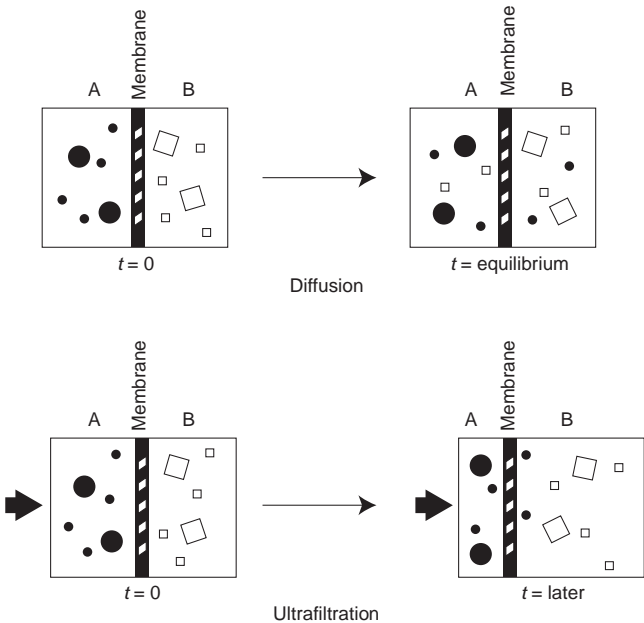 Membrane
A B
t = 0
Membrane
A B
t = equilibrium
Diffusion
Membrane
A B
t = 0
Membrane
A B
t = later
Ultrafiltration